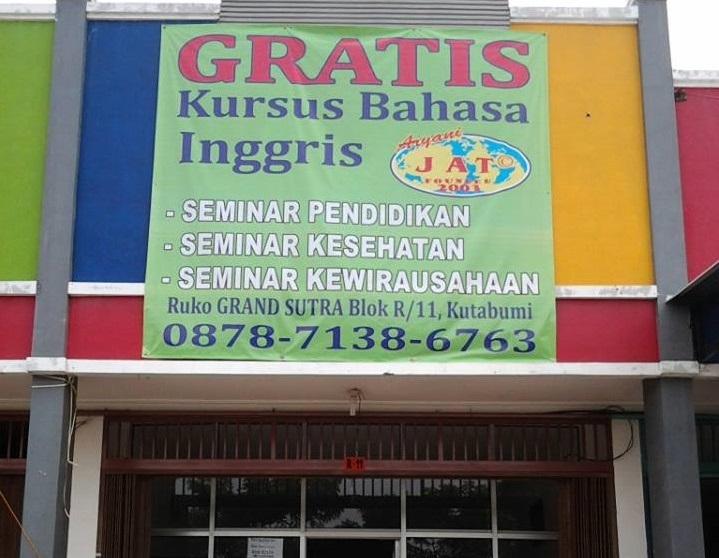 GRATIS
Kursus Bahasa
Inggris
Aryani
JAT©
FOUNDED
2001
- SEMINAR PENDIDIKAN
- SEMINAR KESEHATAN
- SEMINAR KEWIRAUSAHAAN
Ruko GRAND SUTRA Blok R/11, Kutabumi
0878-7138-6763
R-11